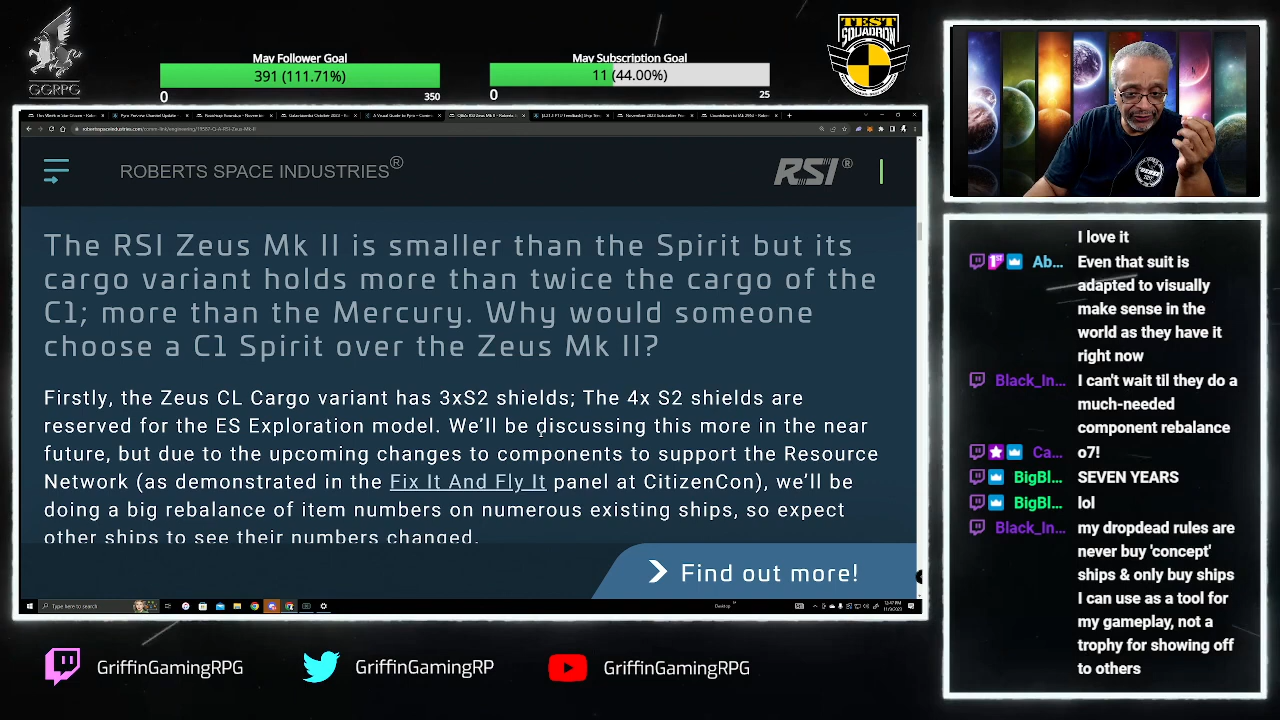 GGRPG
May Follower Goal
391 (111.71%)
0
350
May Subscription Goal
11 (44.00%)
0
25
TEST
SQUADRON
ROBERTS SPACE INDUSTRIES®
RSI®
The RSI Zeus Mk II is smaller than the Spirit but its
cargo variant holds more than twice the cargo of the
C1; more than the Mercury. Why would someone
choose a C1 Spirit over the Zeus Mk II?
Firstly, the Zeus CL Cargo variant has 3xS2 shields; The 4x S2 shields are
reserved for the ES Exploration model. We'll be discussing this more in the near
future, but due to the upcoming changes to components to support the Resource
Network (as demonstrated in the Fix It And Fly It panel at CitizenCon), we'll be
doing a big rebalance of item numbers on numerous existing ships, so expect
other ships to see their numbers changed.
Find out more!
Type here to search
Desktop
12:47 PM
GriffinGamingRPG
GriffinGamingRP
GriffinGamingRPG
I love it
Ab... Even that suit is
adapted to visually
make sense in the
world as they have it
right now
Black_In... I can't wait til they do a
much-needed
component rebalance
Ca... o7!
BigBl... SEVEN YEARS
BigBl... lol
Black_In... my dropdead rules are
never buy 'concept'
ships & only buy ships
I can use as a tool for
my gameplay, not a
trophy for showing off
to others